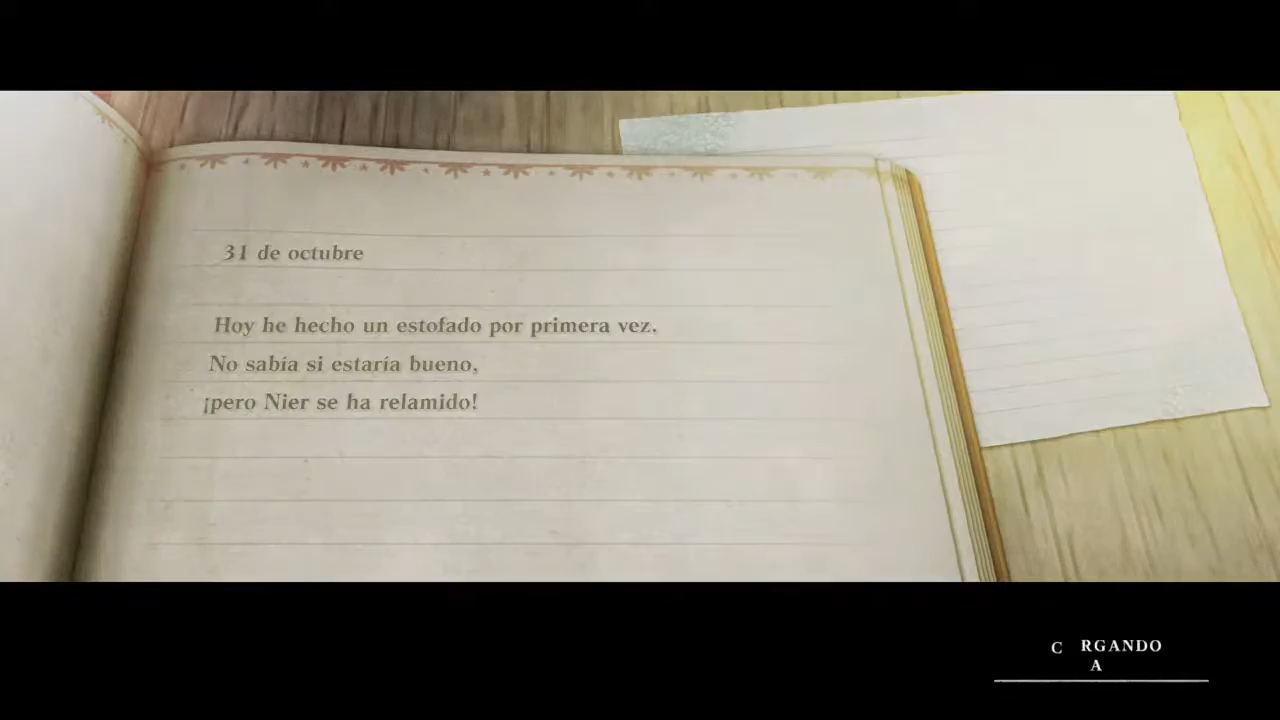 31 de octubre
Hoy he hecho un estofado por primera vez.
No sabía si estaría bueno,
¡pero Nier se ha relamido!
CARGANDO